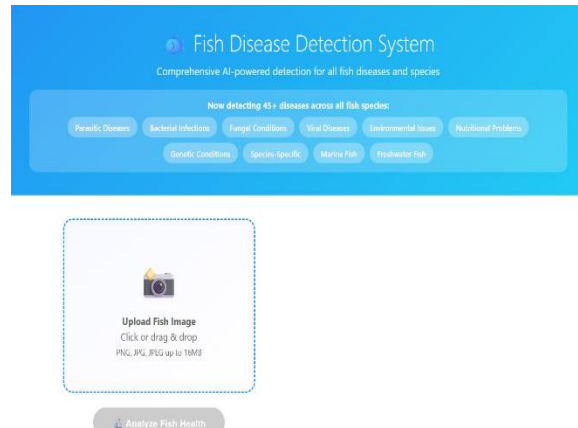 Fish Disease Detection System
Comprehensive AI-powered detection for all fish diseases and species
Now detecting 45+ diseases across all fish species:
Parasitic Diseases Bacterial Infections Fungal Conditions Viral Diseases Environmental Issues Nutritional Problems
Genetic Conditions Species-Specific Marine Fish Freshwater Fish
Upload Fish Image
Click or drag & drop
PNG, JPG, JPEG up to 16MB
Analyze Fish Health